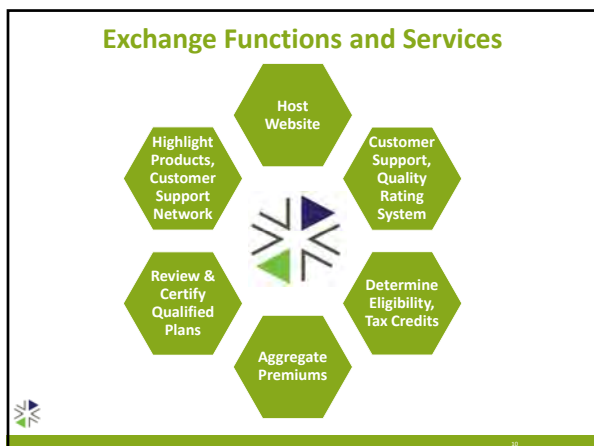 Exchange Functions and Services
Host
Website
Highlight
Products,
Customer
Support
Network
Customer
Support,
Quality
Rating
System
Review &
Certify
Qualified
Plans
Determine
Eligibility,
Tax Credits
Aggregate
Premiums
10